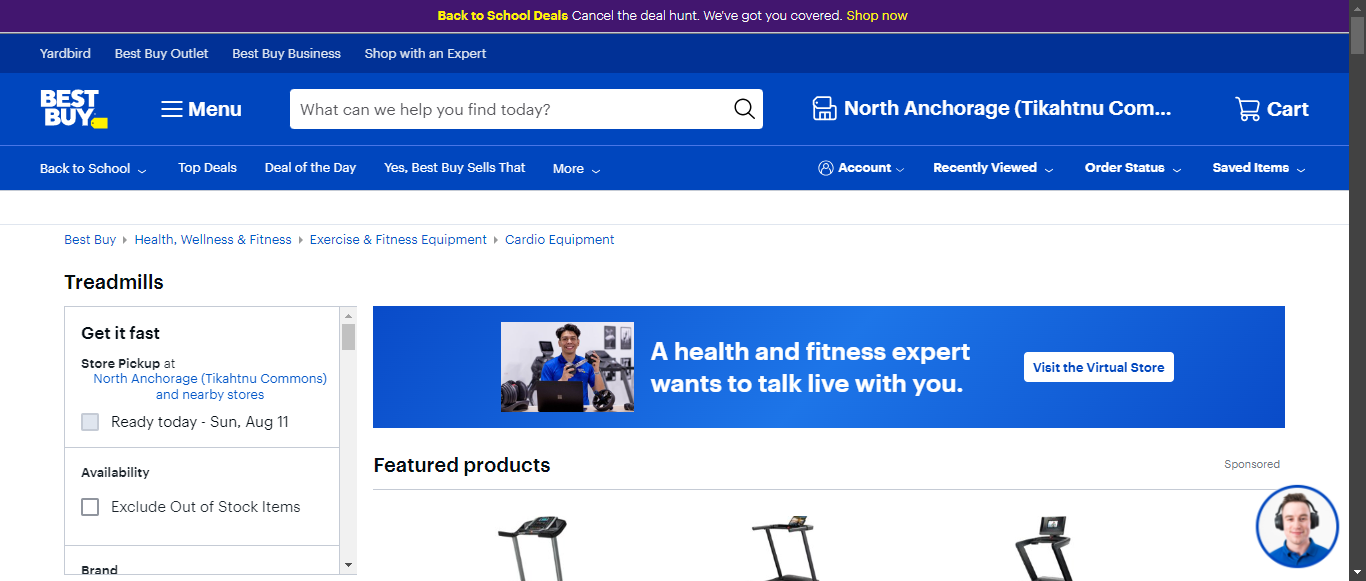 Back to School Deals Cancel the deal hunt. We've got you covered. Shop now
Yardbird Best Buy Outlet Best Buy Business Shop with an Expert
BEST BUY
Menu
What can we help you find today?
North Anchorage (Tikahtnu Com...
Cart
Back to School Top Deals Deal of the Day Yes, Best Buy Sells That More Account Recently Viewed Order Status Saved Items
Best Buy Health, Wellness & Fitness Exercise & Fitness Equipment Cardio Equipment
Treadmills
Get it fast
Store Pickup at
North Anchorage (Tikahtnu Commons)
and nearby stores
Ready today - Sun, Aug 11
Availability
Exclude Out of Stock Items
Brand
A health and fitness expert
wants to talk live with you.
Visit the Virtual Store
Featured products
Sponsored